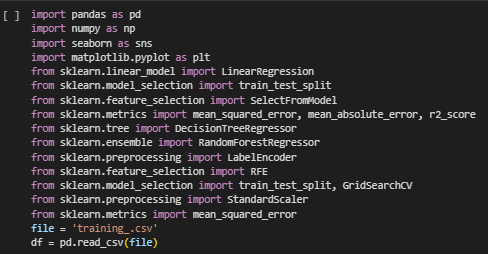 [ ] import pandas as pd
import numpy as np
import seaborn as sns
import matplotlib.pyplot as plt
from sklearn.linear_model import LinearRegression
from sklearn.model_selection import train_test_split
from sklearn.feature_selection import SelectFromModel
from sklearn.metrics import mean_squared_error, mean_absolute_error, r2_score
from sklearn.tree import DecisionTreeRegressor
from sklearn.ensemble import RandomForestRegressor
from sklearn.preprocessing import LabelEncoder
from sklearn.feature_selection import RFE
from sklearn.model_selection import train_test_split, GridSearchCV
from sklearn.preprocessing import StandardScaler
from sklearn.metrics import mean_squared_error
file = 'training_.csv'
df = pd.read_csv(file)